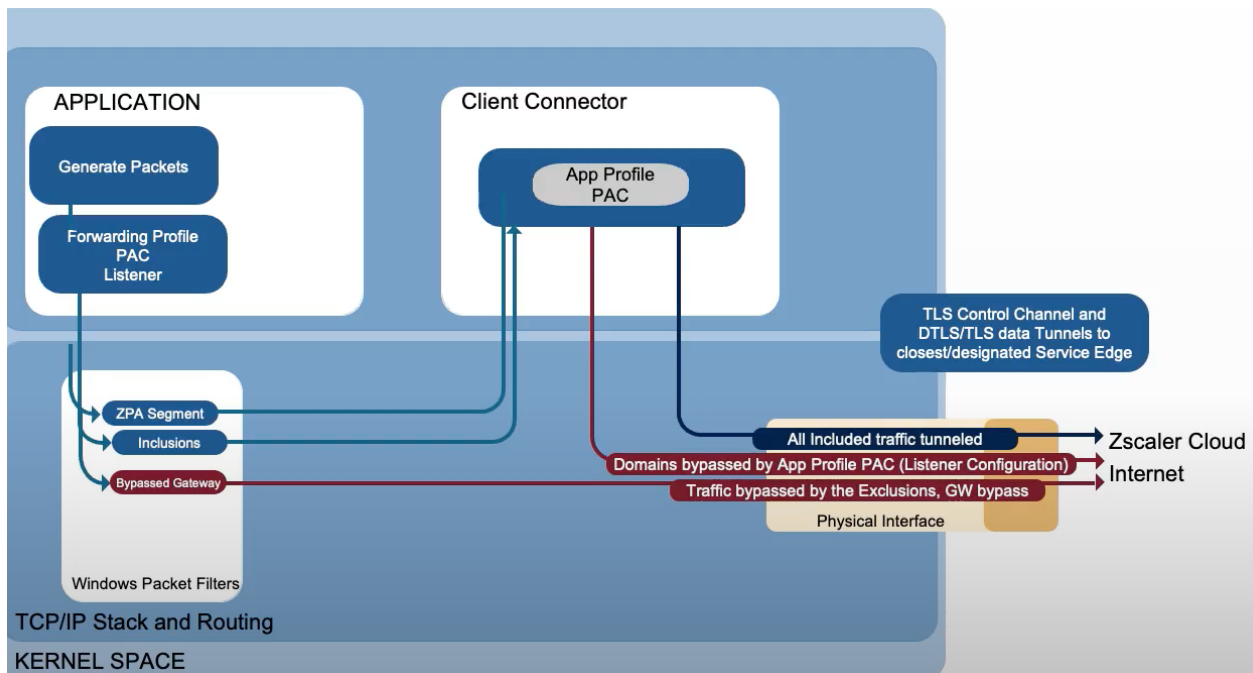 APPLICATION
Generate Packets
Forwarding Profile
PAC
Listener
Client Connector
App Profile
PAC
TLS Control Channel and
DTLS/TLS data Tunnels to
closest/designated Service Edge
ZPA Segment
Inclusions
Bypassed Gateway
Windows Packet Filters
All Included traffic tunneled
Domains bypassed by App Profile PAC (Listener Configuration)
Traffic bypassed by the Exclusions, GW bypass
Physical Interface
Zscaler Cloud
Internet
TCP/IP Stack and Routing
KERNEL SPACE